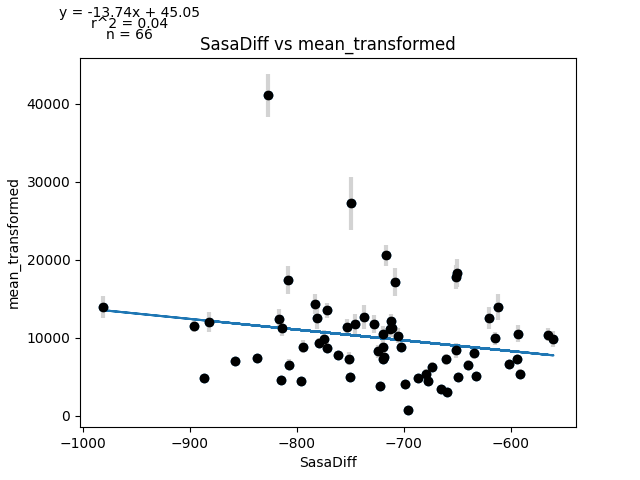 y = -13.74x + 45.05
r^2 = 0.04
n = 66
SasaDiff vs mean_transformed
40000
30000
20000
10000
0
mean_transformed
−1000
−900
−800
−700
−600
SasaDiff